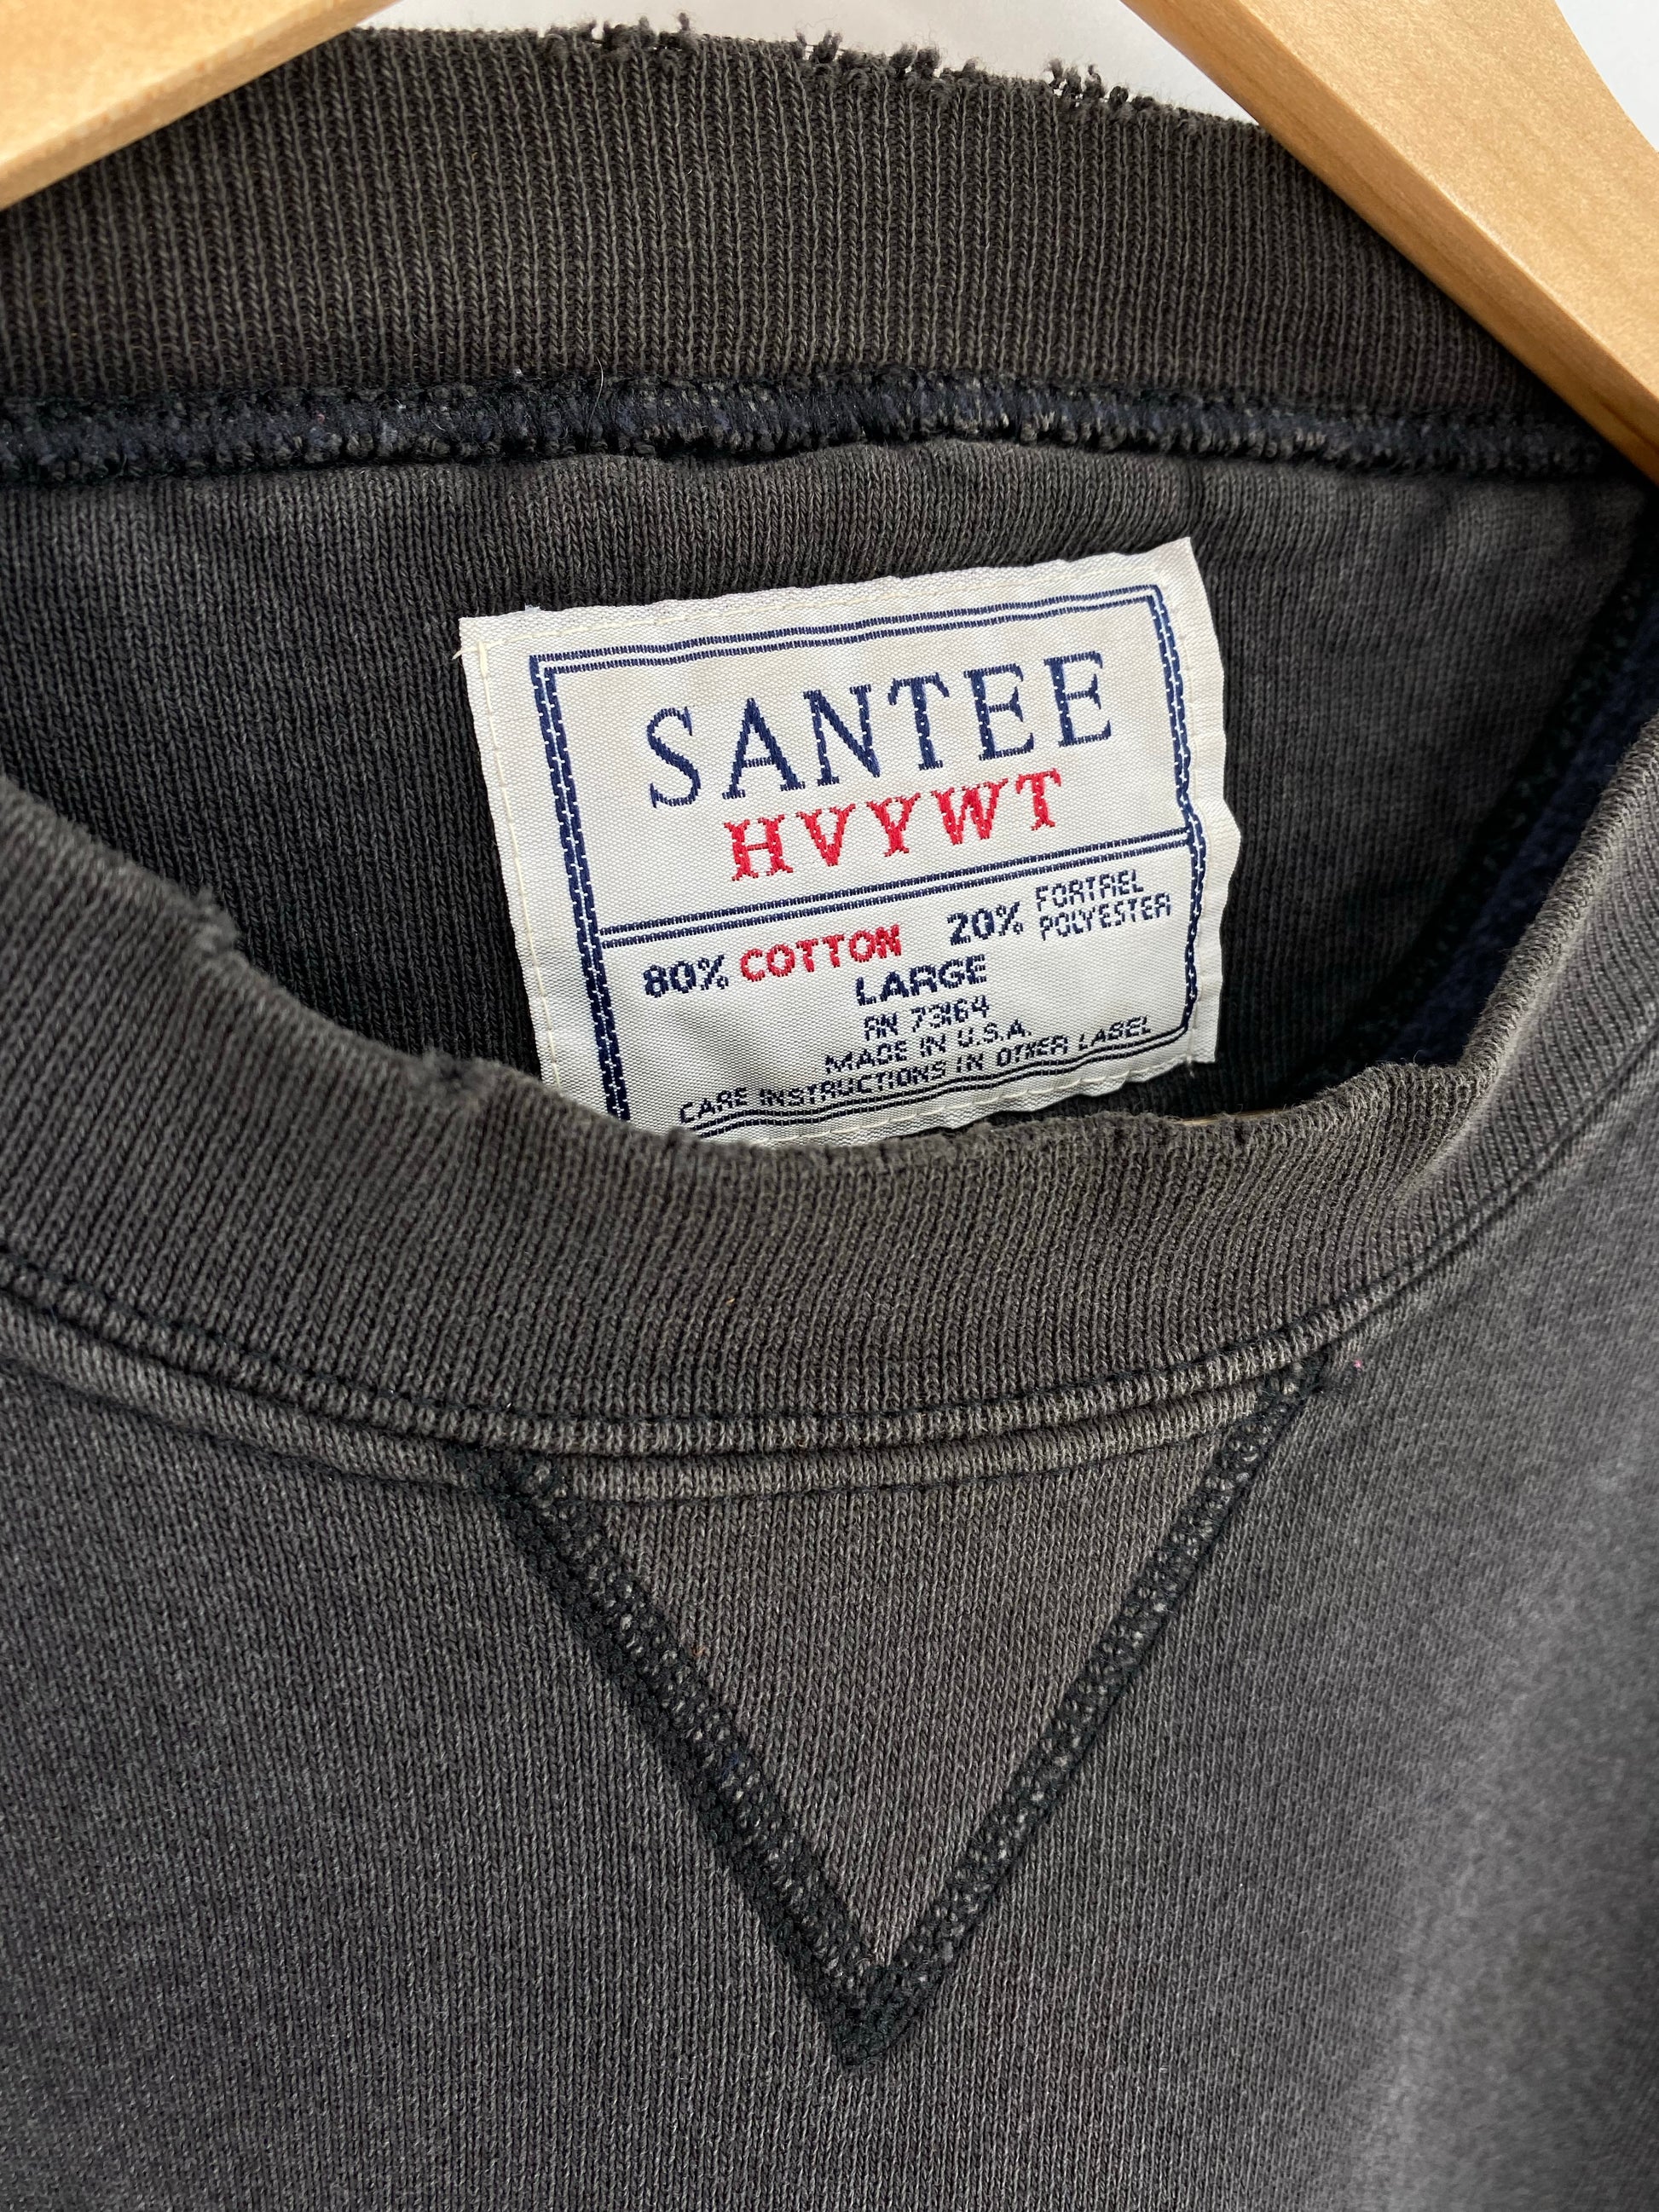 SANTEE
HVYWT
80% COTTON 20% FORTREL POLYESTER
LARGE
RN 73164
MADE IN U.S.A.
CARE INSTRUCTIONS IN OTHER LABEL